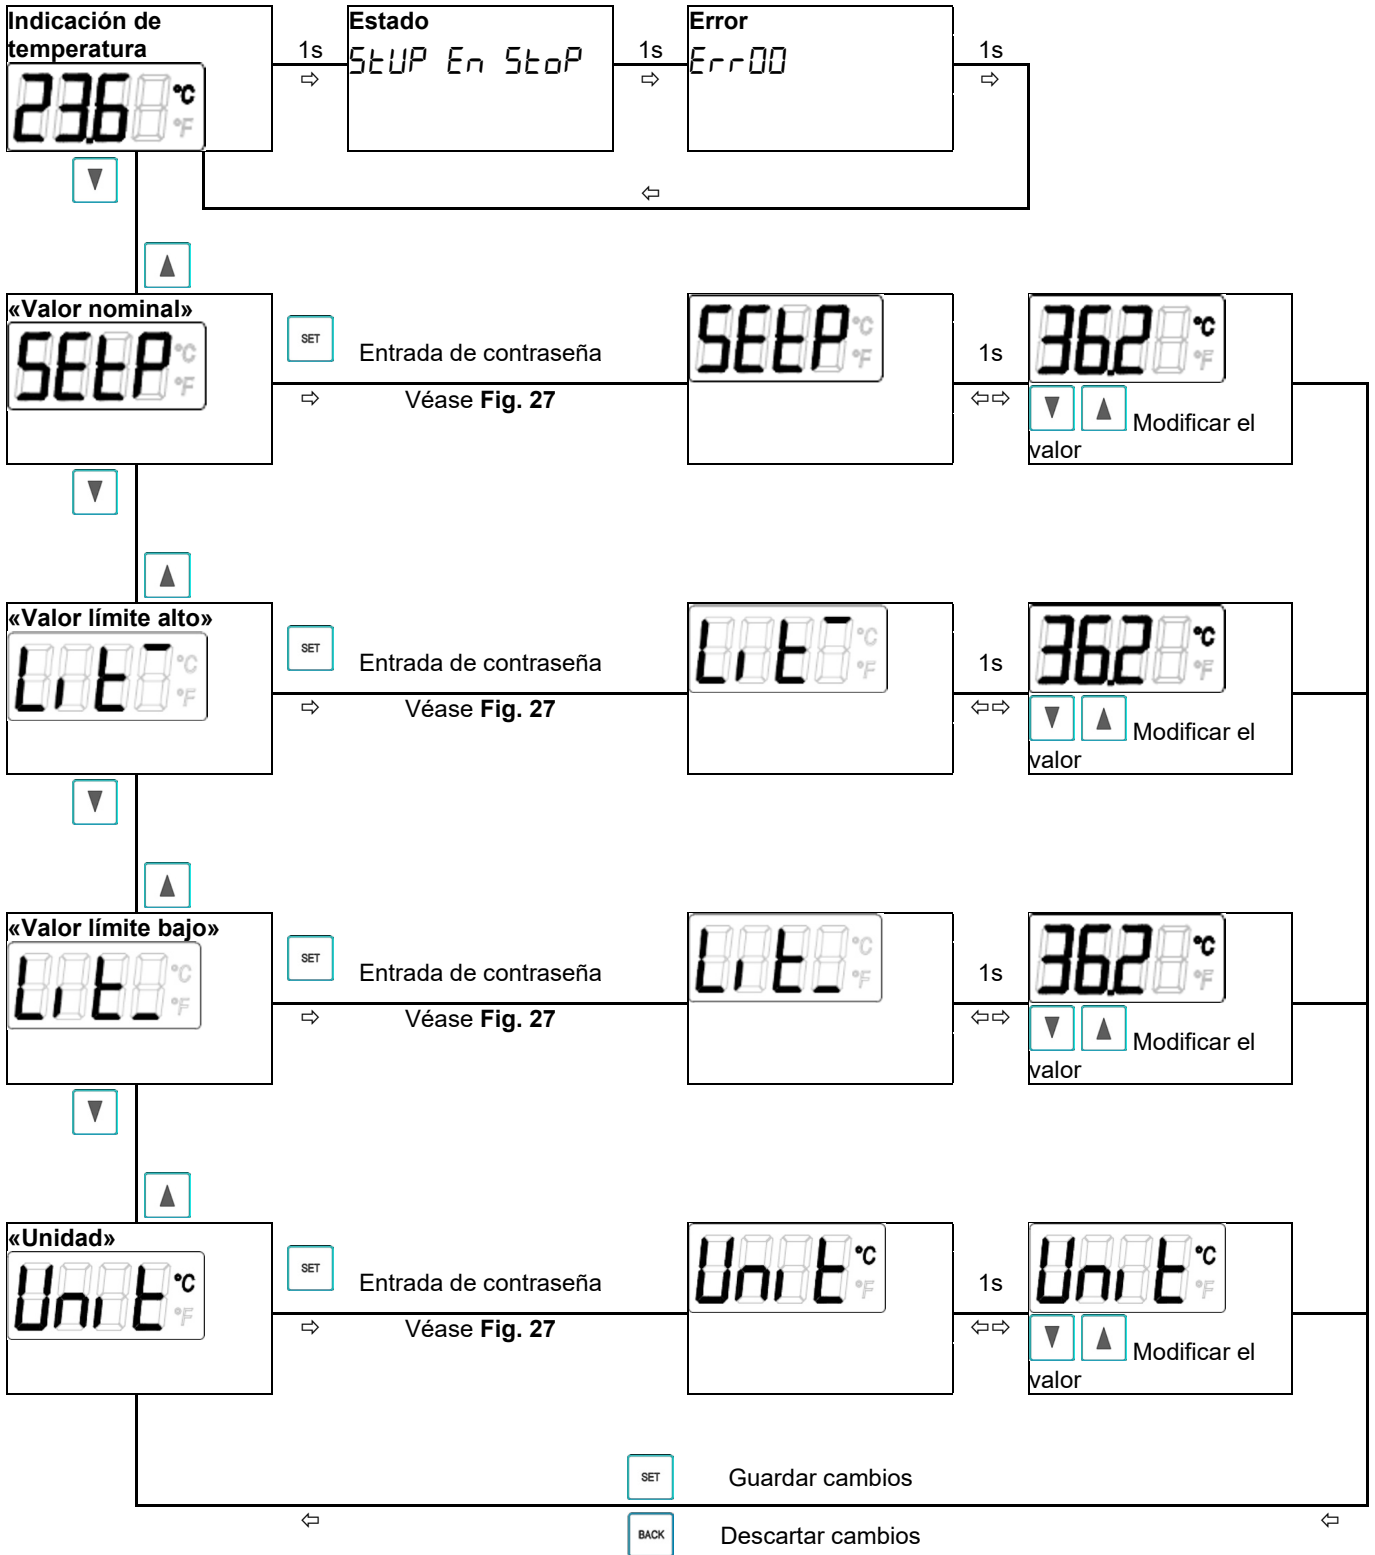 Indicación de
temperatura
23.6 °C
°F
1s
⇨
Estado
StUP En StoP
1s
⇨
Error
Err00
1s
⇨
▼
⇦
▲
«Valor nominal»
SEtP °C
°F
SET
Entrada de contraseña
⇨
Véase Fig. 27
SEtP °C
°F
1s
⇦⇨
36.2 °C
°F
▼ ▲ Modificar el
valor
▼
▲
«Valor límite alto»
Lit¯ °C
°F
SET
Entrada de contraseña
⇨
Véase Fig. 27
Lit¯ °C
°F
1s
⇦⇨
36.2 °C
°F
▼ ▲ Modificar el
valor
▼
▲
«Valor límite bajo»
Lit_ °C
°F
SET
Entrada de contraseña
⇨
Véase Fig. 27
Lit_ °C
°F
1s
⇦⇨
36.2 °C
°F
▼ ▲ Modificar el
valor
▼
▲
«Unidad»
Unit °C
°F
SET
Entrada de contraseña
⇨
Véase Fig. 27
Unit °C
°F
1s
⇦⇨
Unit °C
°F
▼ ▲ Modificar el
valor
SET Guardar cambios
⇦
⇦
BACK Descartar cambios